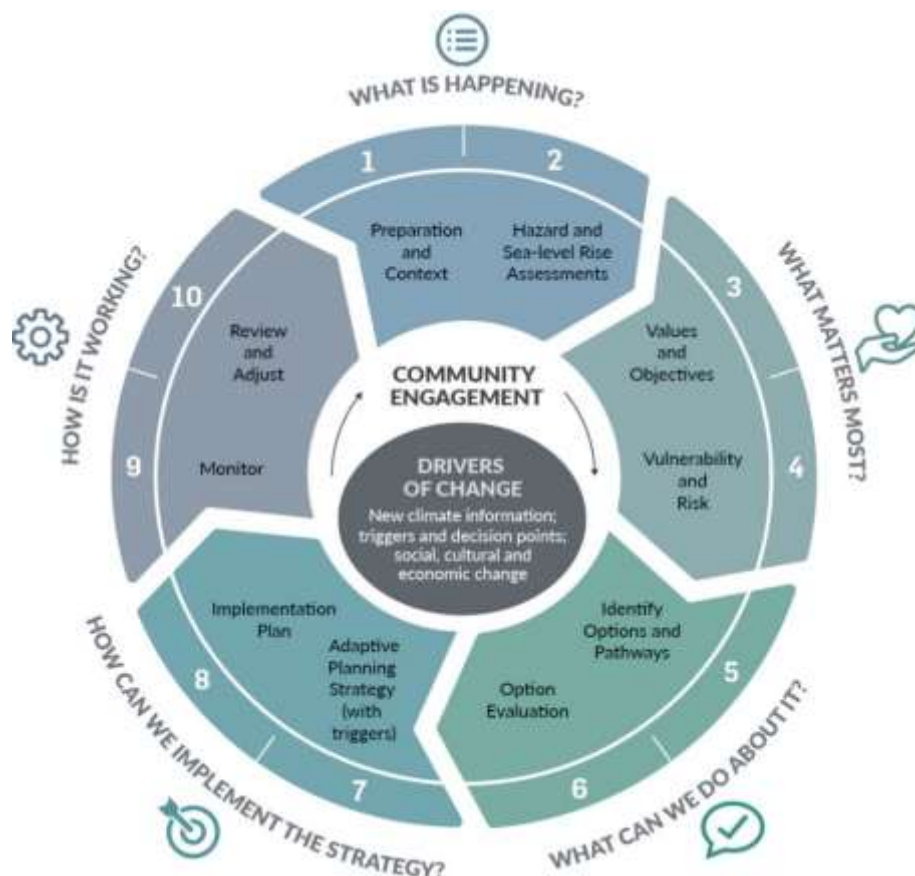 WHAT IS HAPPENING?
1
2
Preparation
and
Context
Hazard and
Sea-level Rise
Assessments
WHAT MATTERS MOST?
3
4
Values
and
Objectives
Vulnerability
and
Risk
WHAT CAN WE DO ABOUT IT?
5
6
Identify
Options and
Pathways
Option
Evaluation
HOW CAN WE IMPLEMENT THE STRATEGY?
7
8
Adaptive
Planning
Strategy
(with
triggers)
Implementation
Plan
HOW IS IT WORKING?
9
10
Monitor
Review
and
Adjust
COMMUNITY
ENGAGEMENT
DRIVERS
OF CHANGE
New climate information;
triggers and decision points;
social, cultural and
economic change